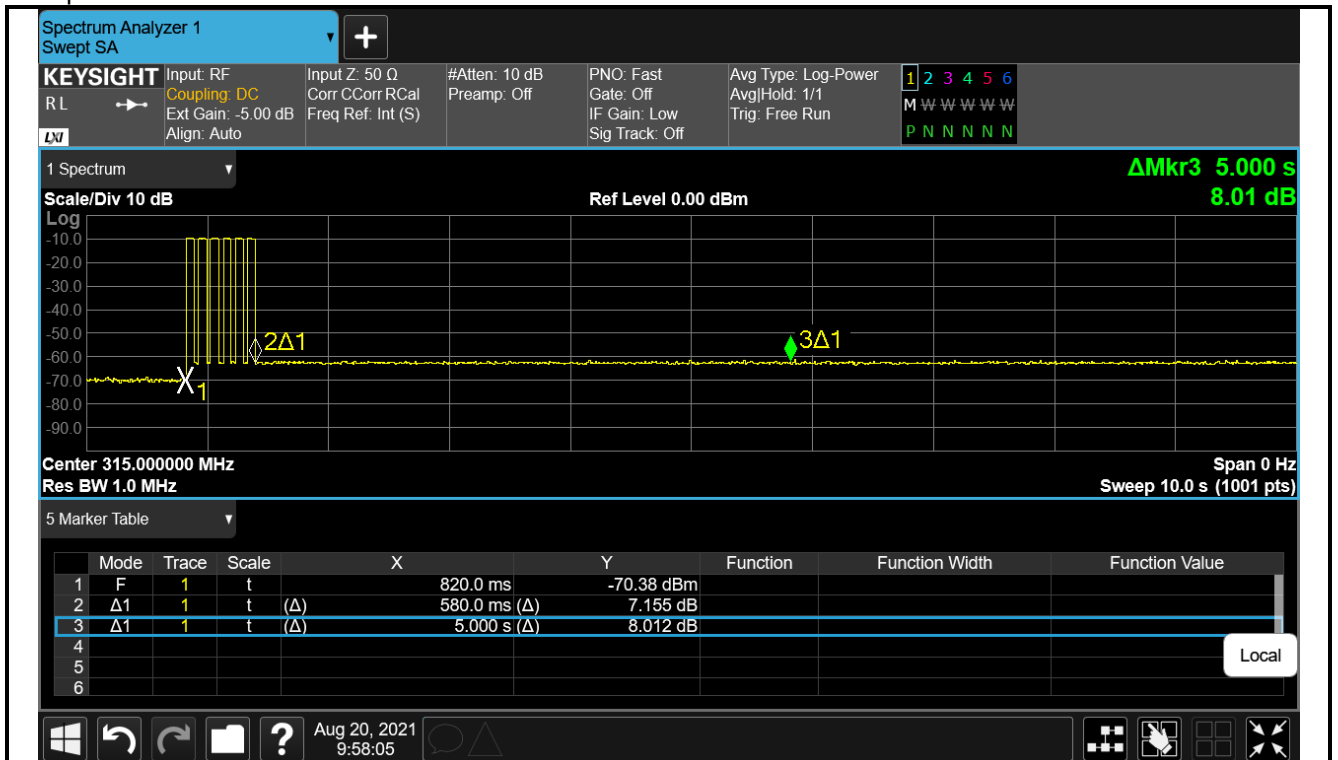 Spectrum Analyzer 1
Swept SA
+
KEYSIGHT
R L
LXI
Input: RF
Coupling: DC
Ext Gain: -5.00 dB
Align: Auto
Input Z: 50 Ω
Corr CCorr RCal
Freq Ref: Int (S)
#Atten: 10 dB
Preamp: Off
PNO: Fast
Gate: Off
IF Gain: Low
Sig Track: Off
Avg Type: Log-Power
Avg|Hold: 1/1
Trig: Free Run
1 2 3 4 5 6
M W W W W W
P N N N N N
1 Spectrum
ΔMkr3 5.000 s
8.01 dB
Scale/Div 10 dB
Ref Level 0.00 dBm
Log
-10.0
-20.0
-30.0
-40.0
-50.0
-60.0
-70.0
-80.0
-90.0
1
2Δ1
3Δ1
Center 315.000000 MHz
Span 0 Hz
Res BW 1.0 MHz
Sweep 10.0 s (1001 pts)
5 Marker Table
Mode Trace Scale X Y Function Function Width Function Value
1 F 1 t 820.0 ms -70.38 dBm
2 Δ1 1 t (Δ) 580.0 ms (Δ) 7.155 dB
3 Δ1 1 t (Δ) 5.000 s (Δ) 8.012 dB
4
5
6
Local
?
Aug 20, 2021
9:58:05